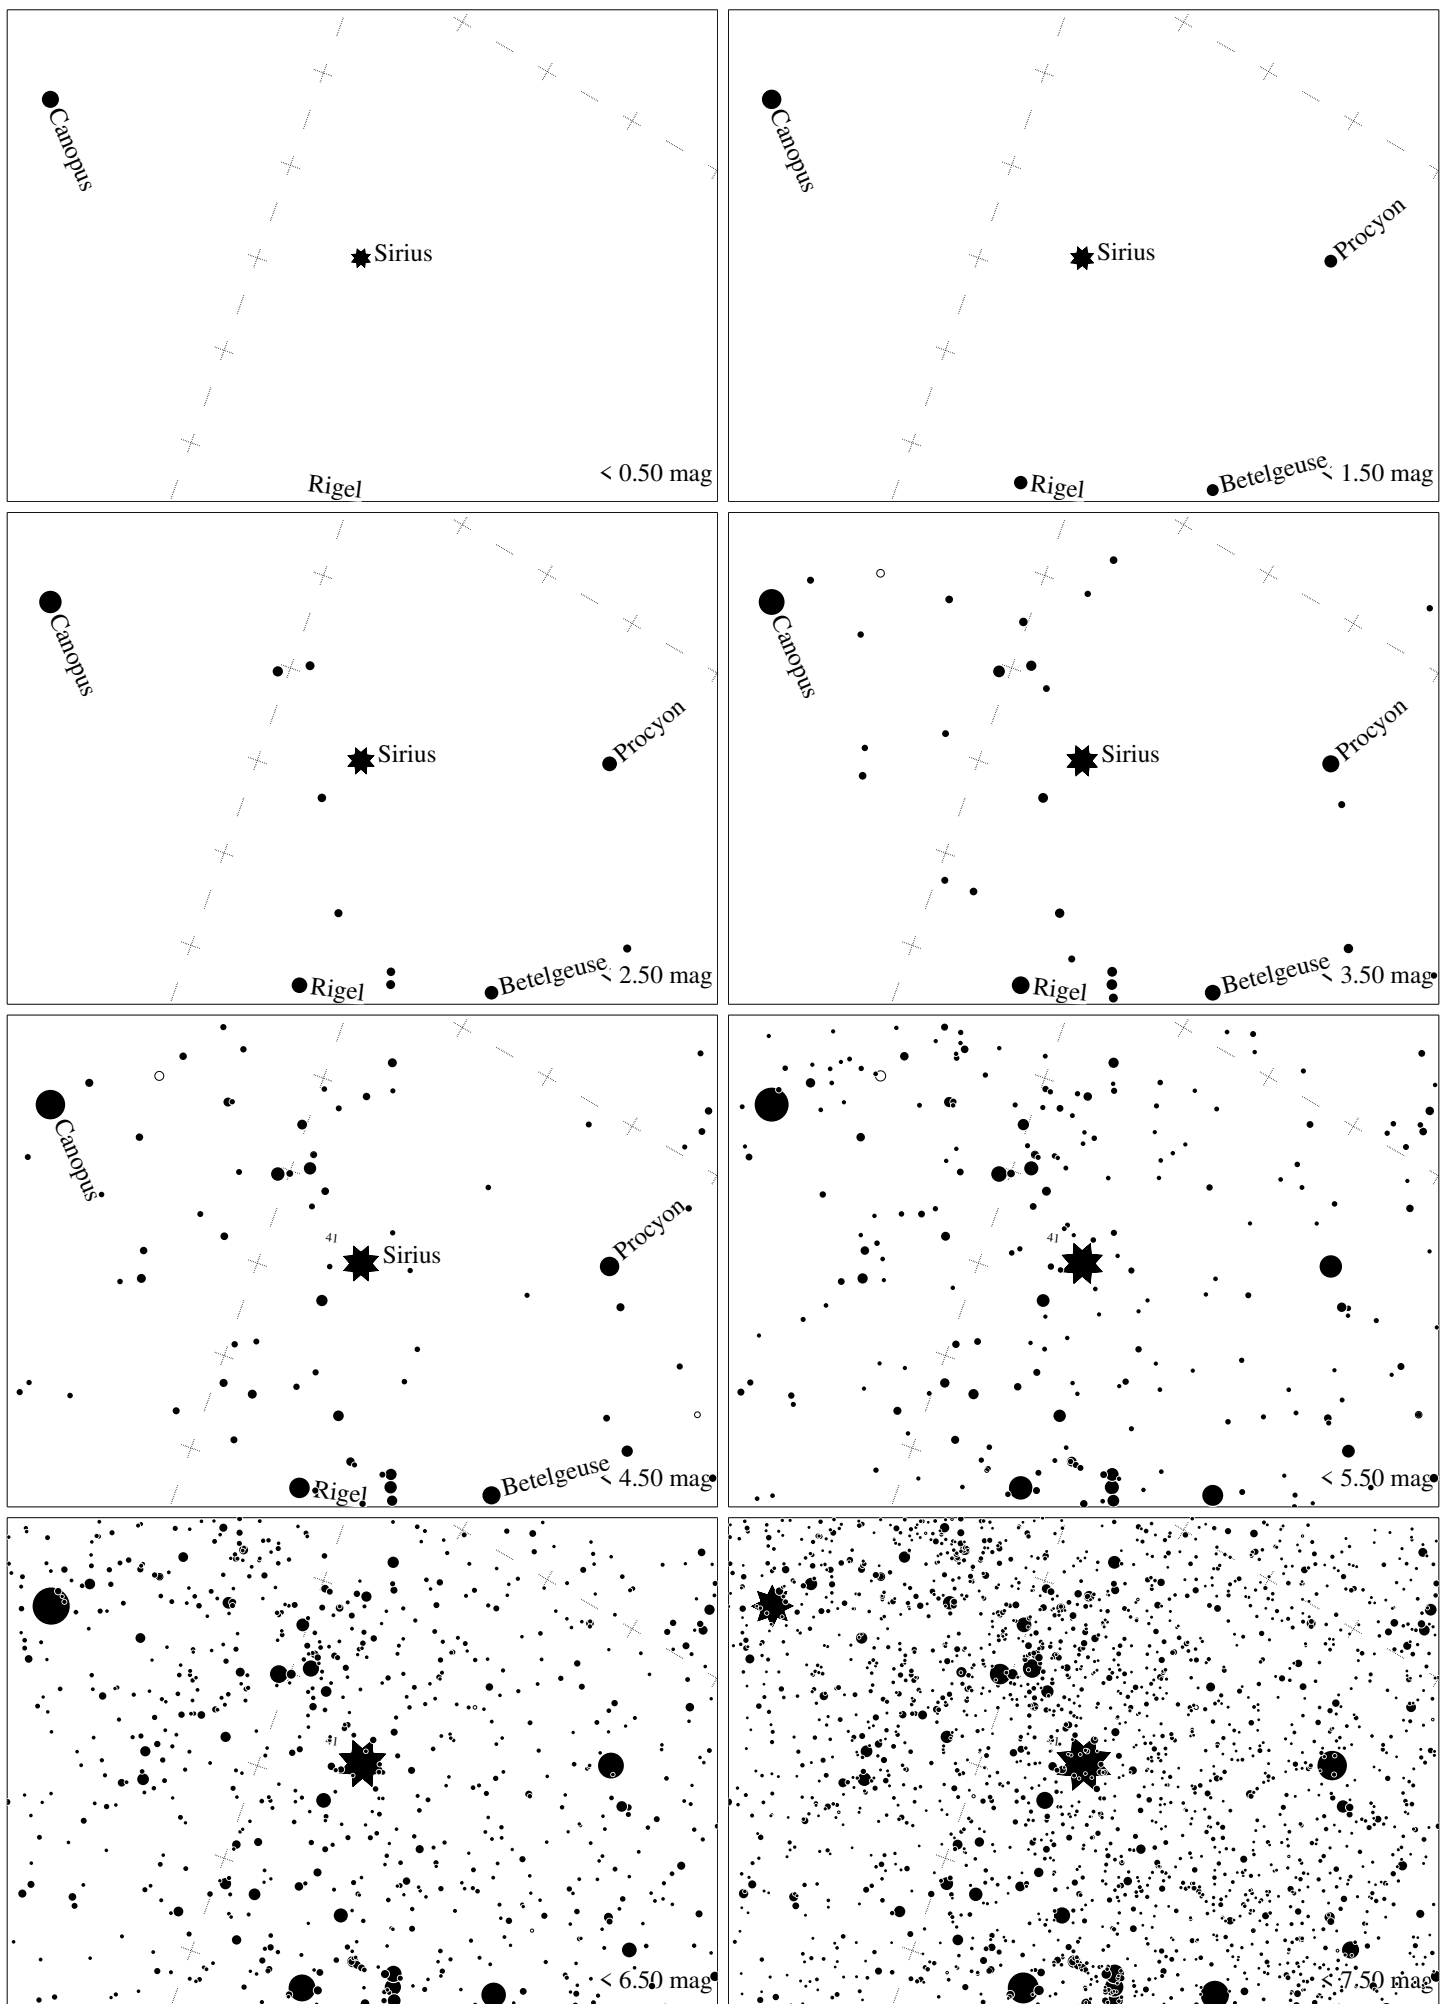 Canopus
Sirius
Rigel
< 0.50 mag
Canopus
Sirius
Procyon
Rigel
Betelgeuse
< 1.50 mag
Canopus
Sirius
Procyon
Rigel
Betelgeuse
< 2.50 mag
Canopus
Sirius
Procyon
Rigel
Betelgeuse
< 3.50 mag
Canopus
41
Sirius
Procyon
Rigel
Betelgeuse
< 4.50 mag
41
< 5.50 mag
< 6.50 mag
< 7.50 mag